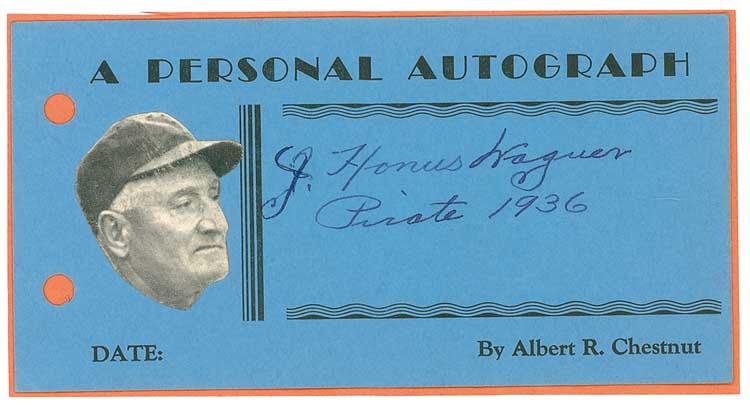 A PERSONAL AUTOGRAPH
J. Honus Wagner
Pirate 1936
DATE:
By Albert R. Chestnut